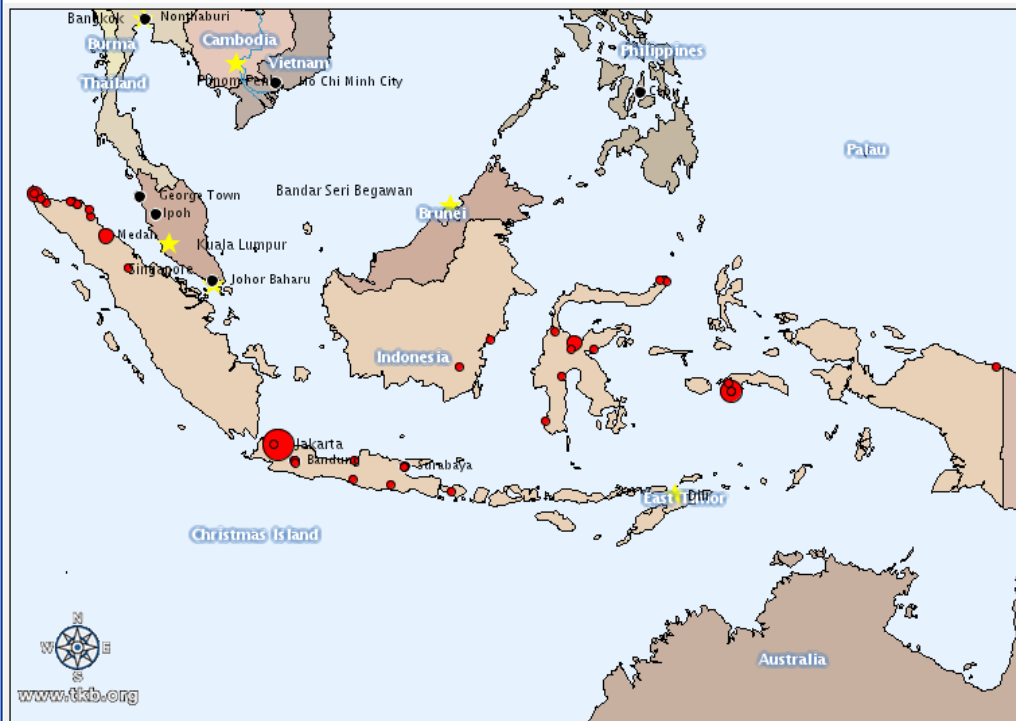 Bangkok
Nonthaburi
Burma
Cambodia
Philippines
Vietnam
Thailand
Phnom Penh
Ho Chi Minh City
Cebu
Palau
George Town
Bandar Seri Begawan
Ipoh
Brunei
Medan
Kuala Lumpur
Singapore
Johor Baharu
Indonesia
Jakarta
Bandung
Surabaya
East Timor
Dili
Christmas Island
N
W
E
S
Australia
www.tkb.org